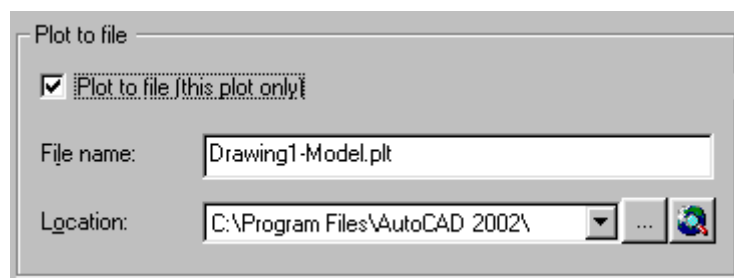 Plot to file
Plot to file (this plot only)
File name: Drawing1-Model.plt
Location: C:\Program Files\AutoCAD 2002\ ...